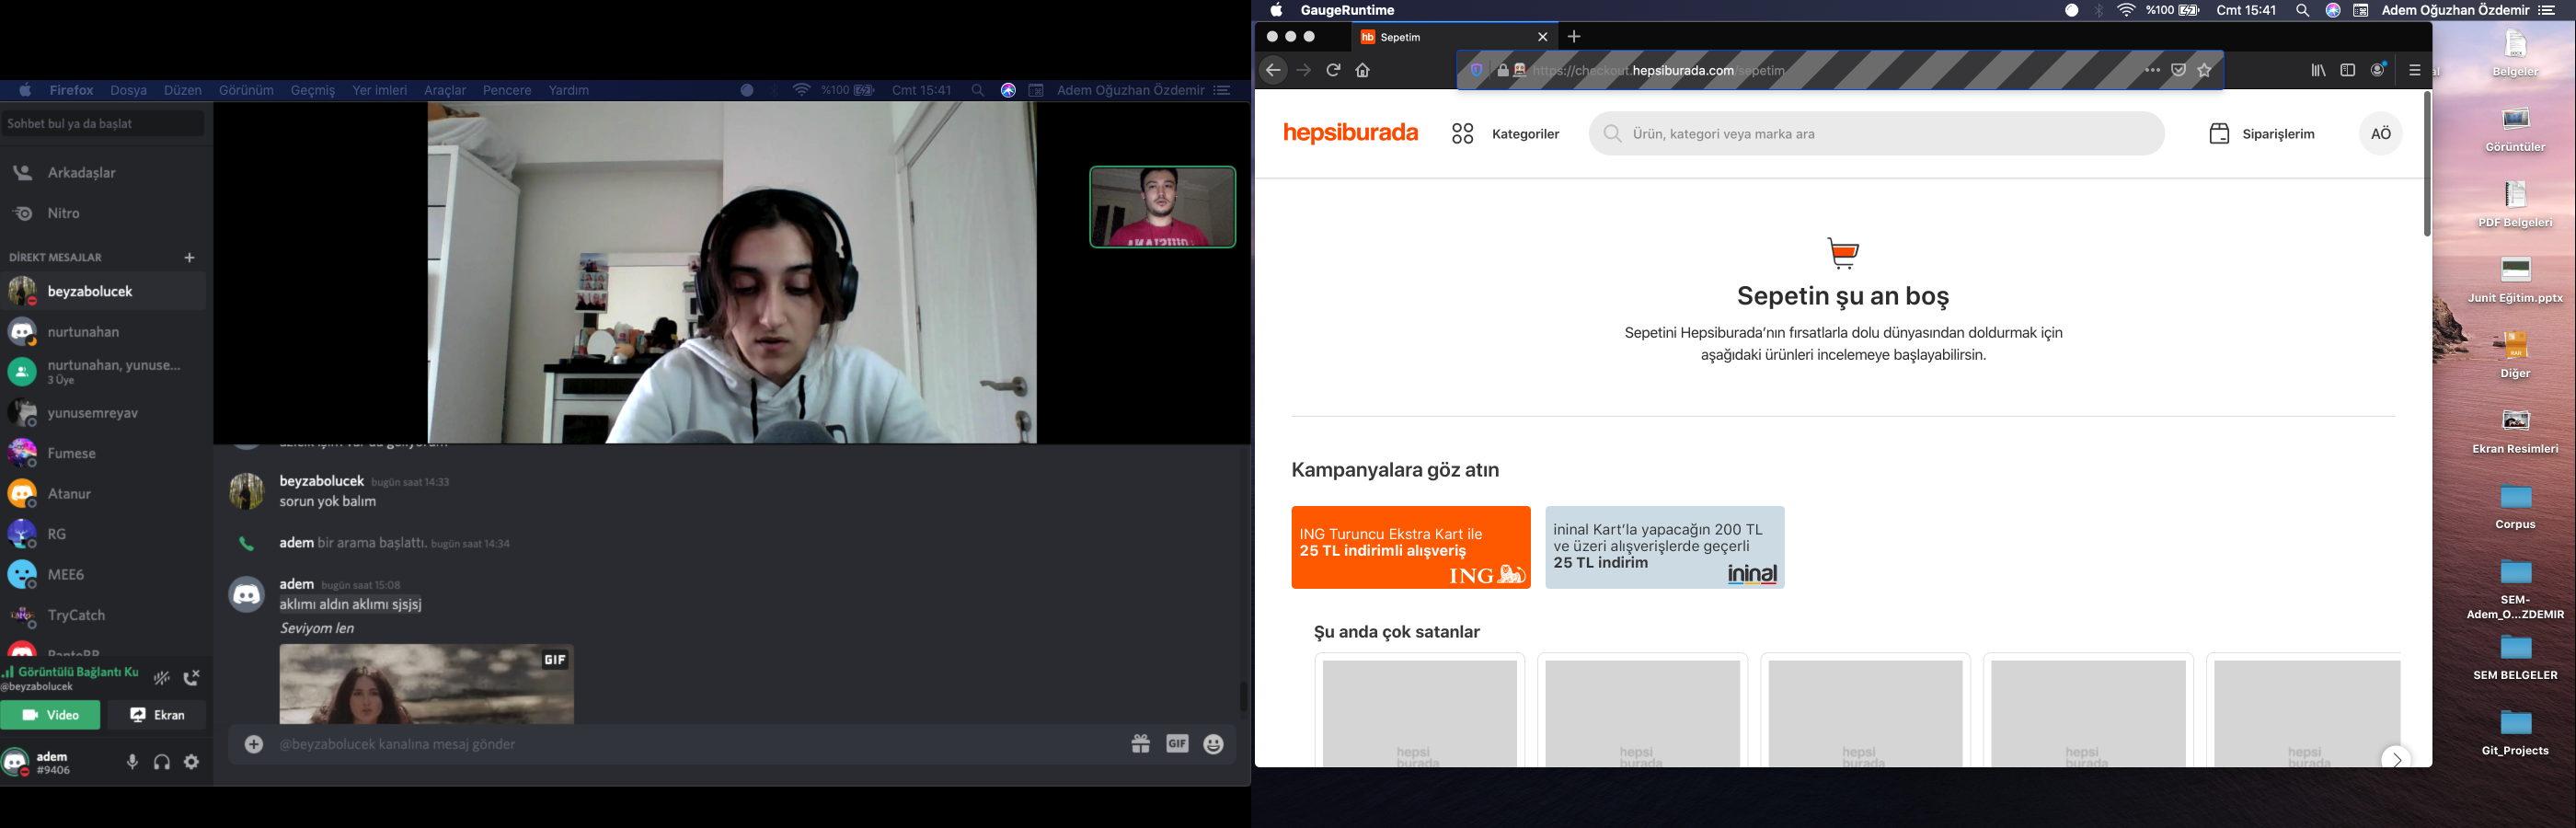 Firefox Dosya Düzen Görünüm Geçmiş Yer imleri Araçlar Pencere Yardım %100 Cmt 15:41 Adem Oğuzhan Özdemir
Sohbet bul ya da başlat
Arkadaşlar
Nitro
DİREKT MESAJLAR +
beyzabolucek
nurtunahan
nurtunahan, yunuse...
3 Üye
yunusemreyav
Fumese
Atanur
RG
MEE6
TryCatch
Görüntülü Bağlantı Ku
@beyzabolucek
Video Ekran
adem
#9406
beyzabolucek bugün saat 14:33
sorun yok balım
adem bir arama başlattı. bugün saat 14:34
adem bugün saat 15:08
aklımı aldın aklımı sjsjsj
Seviyom len
GIF
@beyzabolucek kanalına mesaj gönder
GIF
GaugeRuntime %100 Cmt 15:41 Adem Oğuzhan Özdemir
hb Sepetim
https://checkout.hepsiburada.com/sepetim
hepsiburada Kategoriler Ürün, kategori veya marka ara Siparişlerim AÖ
Sepetin şu an boş
Sepetini Hepsiburada'nın fırsatlarla dolu dünyasından doldurmak için
aşağıdaki ürünleri incelemeye başlayabilirsin.
Kampanyalara göz atın
ING Turuncu Ekstra Kart ile
25 TL indirimli alışveriş
ING
ininal Kart'la yapacağın 200 TL
ve üzeri alışverişlerde geçerli
25 TL indirim
ininal
Şu anda çok satanlar
hepsi hepsi hepsi hepsi hepsi
burada burada burada burada burada
Belgeler
Görüntüler
PDF Belgeleri
Junit Eğitim.pptx
Diğer
Ekran Resimleri
Corpus
SEM-
Adem_O...ZDEMIR
SEM BELGELER
Git_Projects